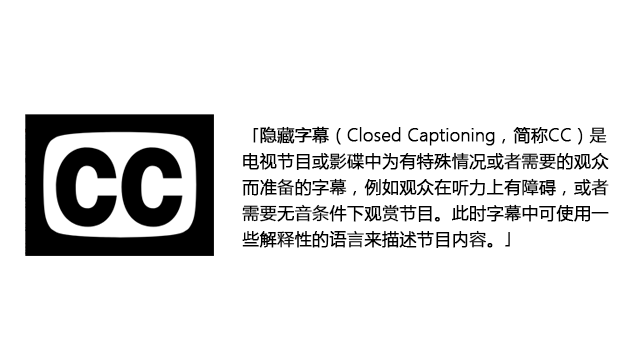 CC
「隐藏字幕（Closed Captioning，简称CC）是
电视节目或影碟中为有特殊情况或者需要的观众
而准备的字幕，例如观众在听力上有障碍，或者
需要无音条件下观赏节目。此时字幕中可使用一
些解释性的语言来描述节目内容。」